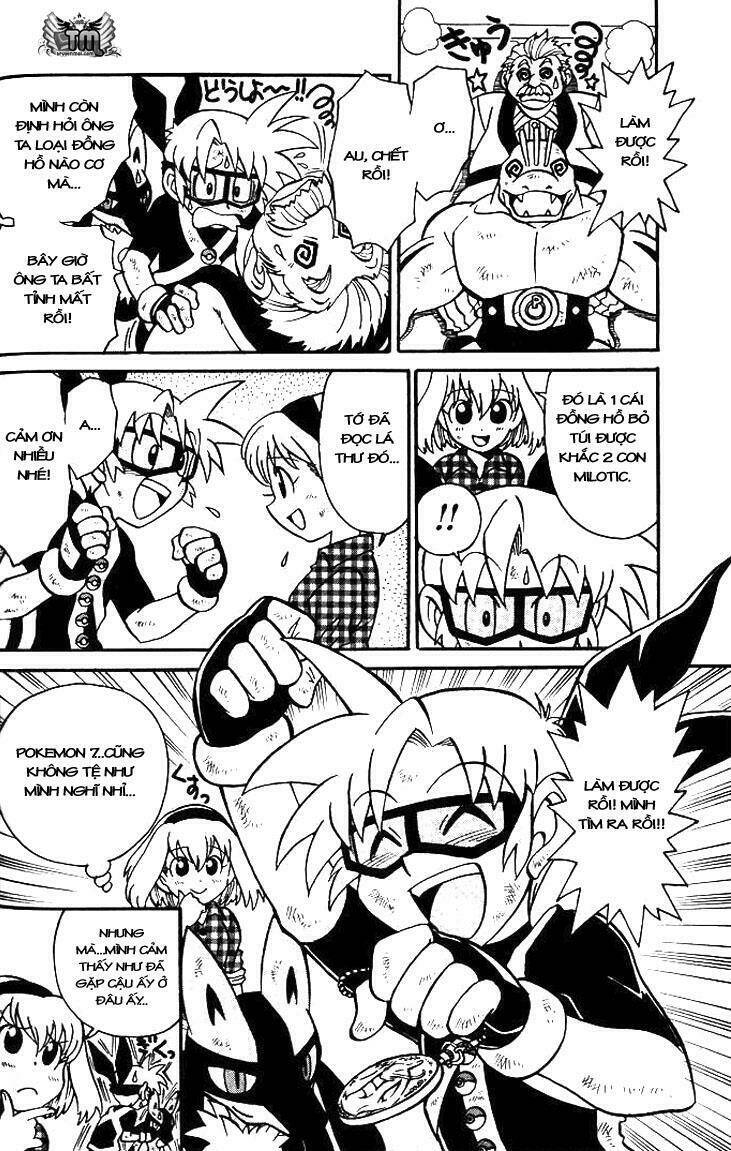 TM
truyentmoi.com
きゅう
LÀM
ĐƯỢC
RỒI!
Ơ...
AU, CHẾT
RỒI!
どうしよ～～!!
MÌNH CÒN
ĐỊNH HỎI ÔNG
TA LOẠI ĐỒNG
HỒ NÀO CƠ
MÀ...
BÂY GIỜ
ÔNG TA BẤT
TỈNH MẤT
RỒI!
ĐÓ LÀ 1 CÁI
ĐỒNG HỒ BỎ
TÚI ĐƯỢC
KHẮC 2 CON
MILOTIC.
!!
TỚ ĐÃ
ĐỌC LÁ
THƯ ĐÓ...
A...
CẢM ƠN
NHIỀU
NHÉ!
LÀM ĐƯỢC
RỒI! MÌNH
TÌM RA RỒI!!
POKEMON 7..CŨNG
KHÔNG TỆ NHƯ
MÌNH NGHĨ NHỈ...
くすっ
NHƯNG
MÀ...MÌNH CẢM
THẤY NHƯ ĐÃ
GẶP CẬU ẤY Ở
ĐÂU ẤY..